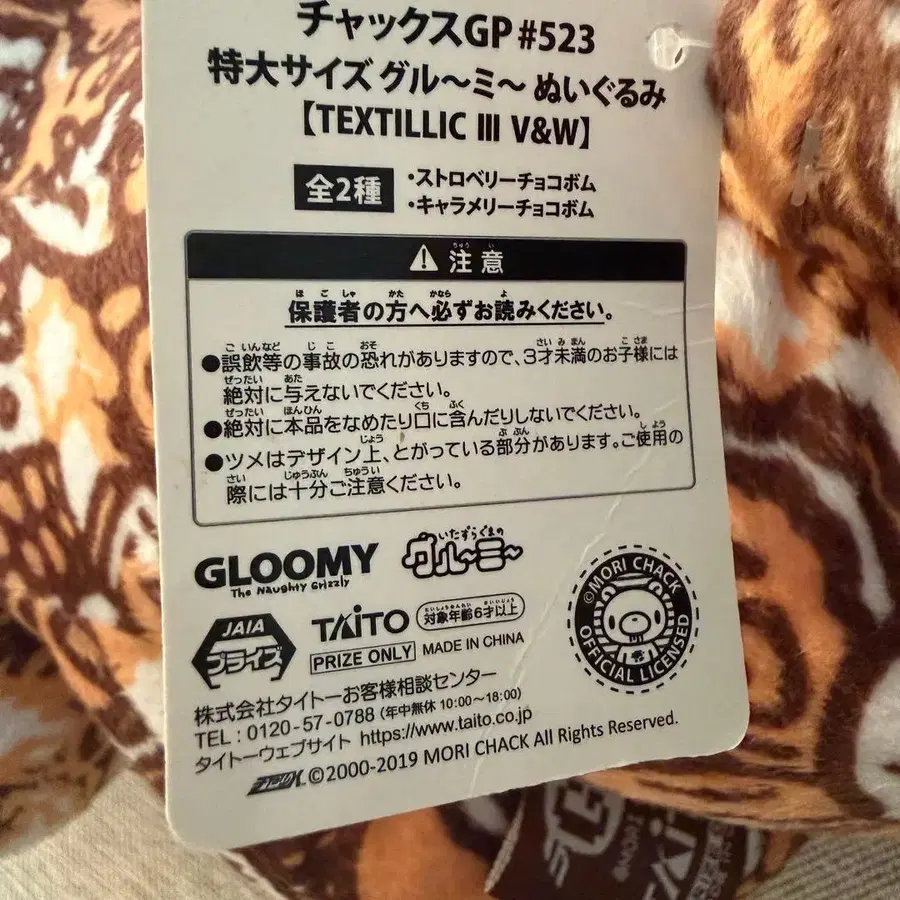 チャックスGP #523
特大サイズ グル〜ミ〜 ぬいぐるみ
【TEXTILLIC III V&W】
全2種
・ストロベリーチョコボム
・キャラメリーチョコボム
注意
保護者の方へ必ずお読みください。
●誤飲等の事故の恐れがありますので、3才未満のお子様には
絶対に与えないでください。
●絶対に本品をなめたり口に含んだりしないでください。
●ツメはデザイン上、とがっている部分があります。ご使用の
際には十分ご注意ください。
GLOOMY
The Naughty Grizzly
いたずらぐまの
グル〜ミ〜
JAIA
プライズ
TAITO
対象年齢6才以上
PRIZE ONLY
MADE IN CHINA
©MORI CHACK
OFFICIAL LICENSED
株式会社タイトーお客様相談センター
TEL : 0120-57-0788 (年中無休 10:00〜18:00)
タイトーウェブサイト https://www.taito.co.jp
©2000-2019 MORI CHACK All Rights Reserved.
TAITO